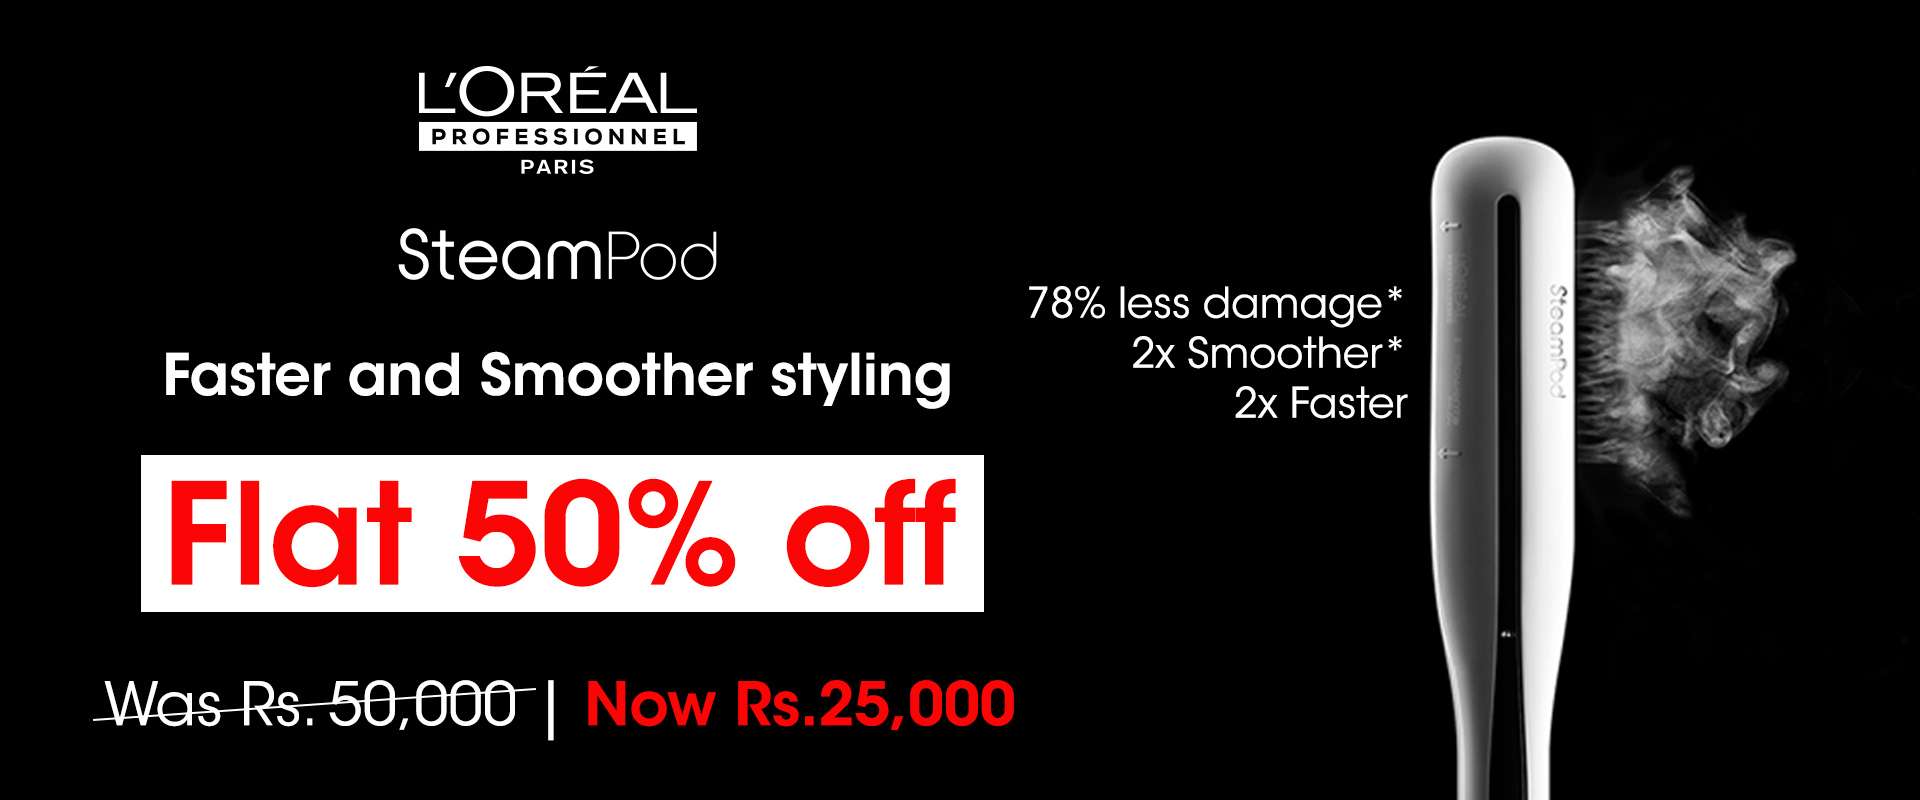 L'ORÉAL
PROFESSIONNEL
PARIS
SteamPod
Faster and Smoother styling
Flat 50% off
Was Rs. 50,000 | Now Rs.25,000
78% less damage*
2x Smoother*
2x Faster
SteamPod